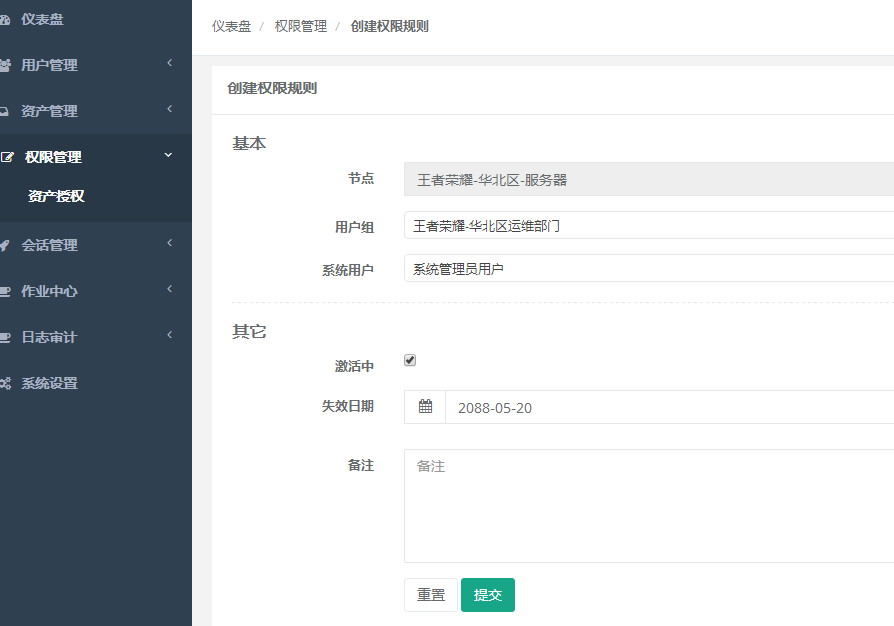 仪表盘
用户管理
资产管理
权限管理
资产授权
会话管理
作业中心
日志审计
系统设置
仪表盘 / 权限管理 / 创建权限规则
创建权限规则
基本
节点 王者荣耀-华北区-服务器
用户组 王者荣耀-华北区运维部门
系统用户 系统管理员用户
其它
激活中
失效日期 2088-05-20
备注 备注
重置 提交